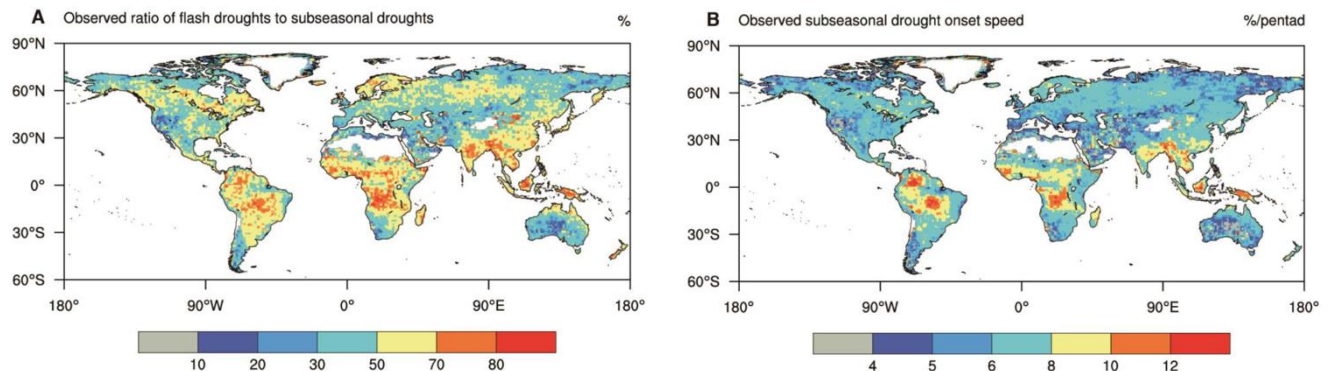 A Observed ratio of flash droughts to subseasonal droughts %
90°N
60°N
30°N
0°
30°S
60°S
180° 90°W 0° 90°E 180°
10 20 30 50 70 80
B Observed subseasonal drought onset speed %/pentad
90°N
60°N
30°N
0°
30°S
60°S
180° 90°W 0° 90°E 180°
4 5 6 8 10 12